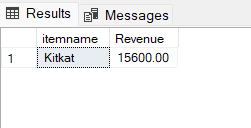 Results Messages
itemname Revenue
1 Kitkat 15600.00